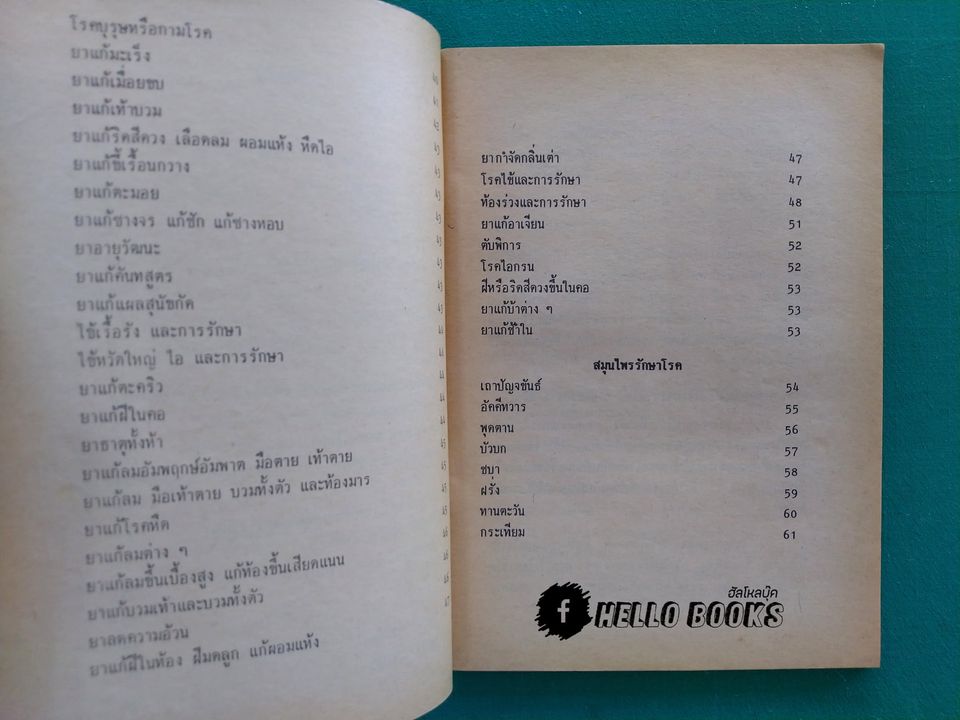 โรคบุรุษหรือกามโรค
ยาแก้มะเร็ง
ยาแก้เมื่อยขบ
ยาแก้เท้าบวม
ยาแก้ริดสีดวง เลือดลม ผอมแห้ง หืดไอ
ยาแก้ขี้เรื้อนกวาง
ยาแก้ตะมอย
ยาแก้ซางจร แก้ชัก แก้ซางหอบ
ยาอายุวัฒนะ
ยาแก้คันทสูตร
ยาแก้แผลสุนัขกัด
ไข้เรื้อรัง และการรักษา
ไข้หวัดใหญ่ ไอ และการรักษา
ยาแก้ตะคริว
ยาแก้ฝีในคอ
ยาธาตุทั้งห้า
ยาแก้ลมอัมพฤกษ์อัมพาต มือตาย เท้าตาย
ยาแก้ลม มือเท้าตาย บวมทั้งตัว และท้องมาร
ยาแก้โรคหืด
ยาแก้ลมต่าง ๆ
ยาแก้ลมขึ้นเบื้องสูง แก้ท้องขึ้นเสียดแน่น
ยาแก้บวมเท้าและบวมทั้งตัว
ยาลดความอ้วน
ยาแก้ฝีในท้อง ฝีมดลูก แก้ผอมแห้ง
ยากำจัดกลิ่นเต่า 47
โรคไข้และการรักษา 47
ท้องร่วงและการรักษา 48
ยาแก้อาเจียน 51
ตับพิการ 52
โรคไอกรน 52
ฝีหรือริดสีดวงขึ้นในคอ 53
ยาแก้บ้าต่าง ๆ 53
ยาแก้ช้ำใน 53
สมุนไพรรักษาโรค
เถาปัญจขันธ์ 54
อัคคีทวาร 55
พุดตาน 56
บัวบก 57
ชบา 58
ฝรั่ง 59
ทานตะวัน 60
กระเทียม 61
ฮัลโหลบุ๊ค
f HELLO BOOKS